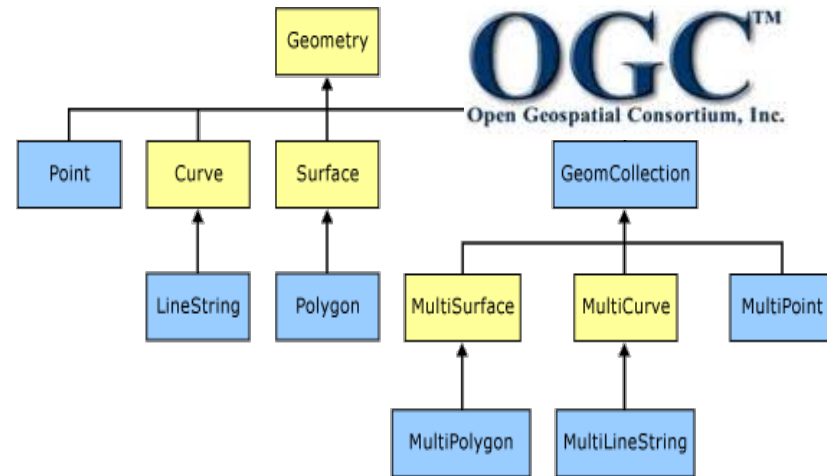 Geometry
OGC™
Open Geospatial Consortium, Inc.
Point
Curve
Surface
GeomCollection
LineString
Polygon
MultiSurface
MultiCurve
MultiPoint
MultiPolygon
MultiLineString